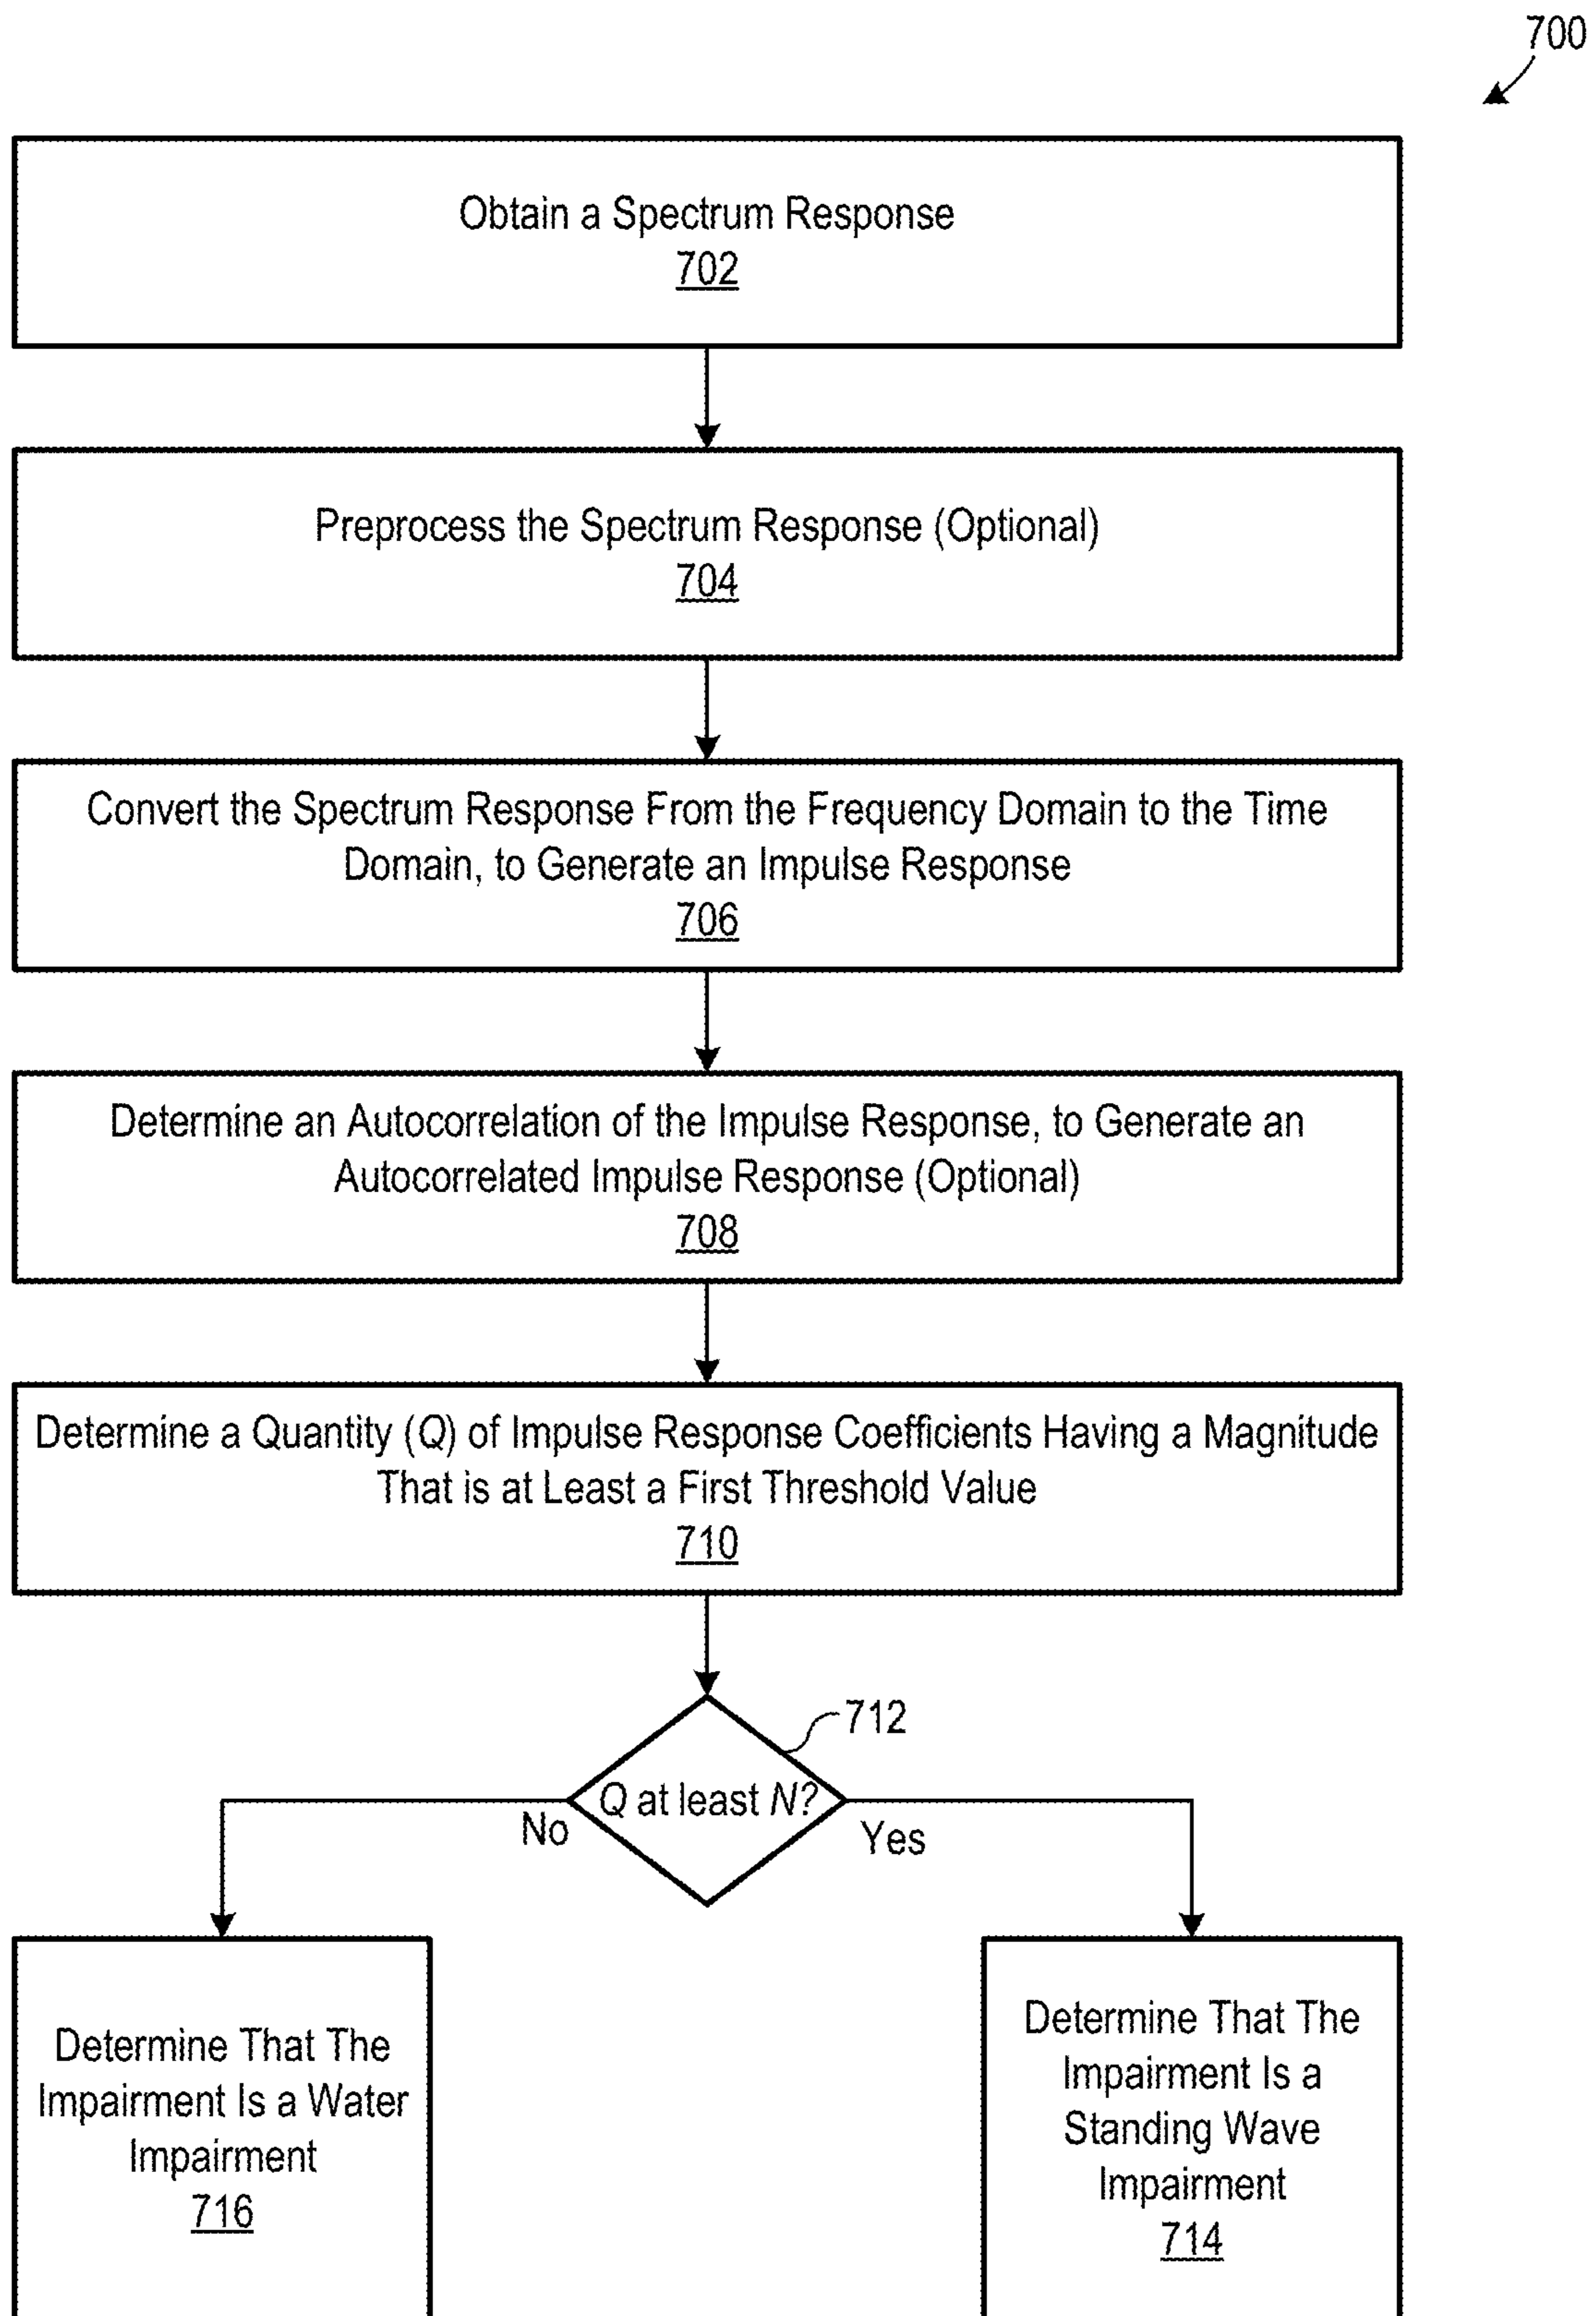 700
Obtain a Spectrum Response
702
Preprocess the Spectrum Response (Optional)
704
Convert the Spectrum Response From the Frequency Domain to the Time
Domain, to Generate an Impulse Response
706
Determine an Autocorrelation of the Impulse Response, to Generate an
Autocorrelated Impulse Response (Optional)
708
Determine a Quantity (Q) of Impulse Response Coefficients Having a Magnitude
That is at Least a First Threshold Value
710
712
Q at least N?
No
Yes
Determine That The
Impairment Is a Water
Impairment
716
Determine That The
Impairment Is a
Standing Wave
Impairment
714